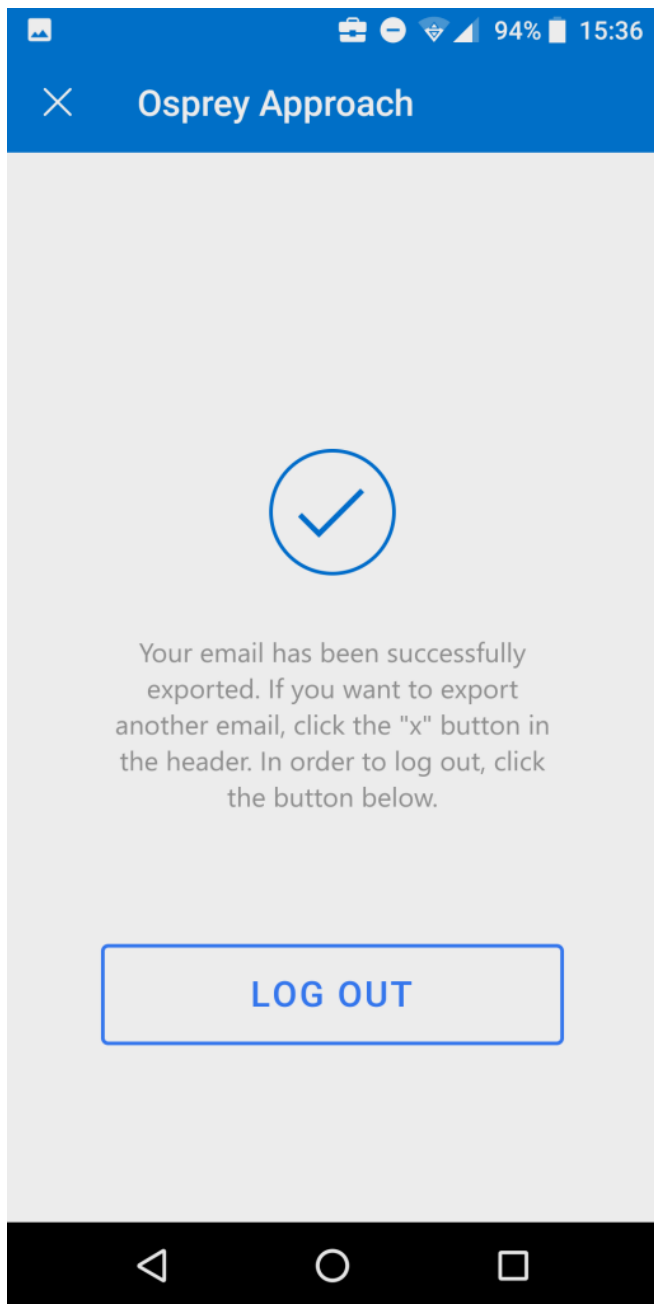 94% 15:36
Osprey Approach
Your email has been successfully
exported. If you want to export
another email, click the "x" button in
the header. In order to log out, click
the button below.
LOG OUT